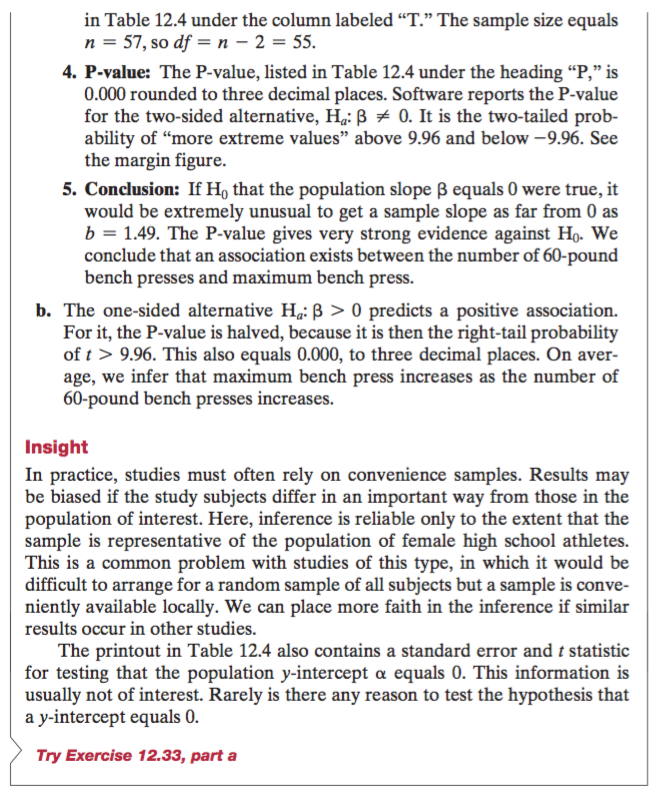 in Table 12.4 under the column labeled “T.” The sample size equals
n = 57, so df = n − 2 = 55.
4. P-value: The P-value, listed in Table 12.4 under the heading “P,” is
0.000 rounded to three decimal places. Software reports the P-value
for the two-sided alternative, Hₐ: β ≠ 0. It is the two-tailed prob-
ability of “more extreme values” above 9.96 and below −9.96. See
the margin figure.
5. Conclusion: If H₀ that the population slope β equals 0 were true, it
would be extremely unusual to get a sample slope as far from 0 as
b = 1.49. The P-value gives very strong evidence against H₀. We
conclude that an association exists between the number of 60-pound
bench presses and maximum bench press.
b. The one-sided alternative Hₐ: β > 0 predicts a positive association.
For it, the P-value is halved, because it is then the right-tail probability
of t > 9.96. This also equals 0.000, to three decimal places. On aver-
age, we infer that maximum bench press increases as the number of
60-pound bench presses increases.
Insight
In practice, studies must often rely on convenience samples. Results may
be biased if the study subjects differ in an important way from those in the
population of interest. Here, inference is reliable only to the extent that the
sample is representative of the population of female high school athletes.
This is a common problem with studies of this type, in which it would be
difficult to arrange for a random sample of all subjects but a sample is conve-
niently available locally. We can place more faith in the inference if similar
results occur in other studies.
The printout in Table 12.4 also contains a standard error and t statistic
for testing that the population y-intercept α equals 0. This information is
usually not of interest. Rarely is there any reason to test the hypothesis that
a y-intercept equals 0.
Try Exercise 12.33, part a